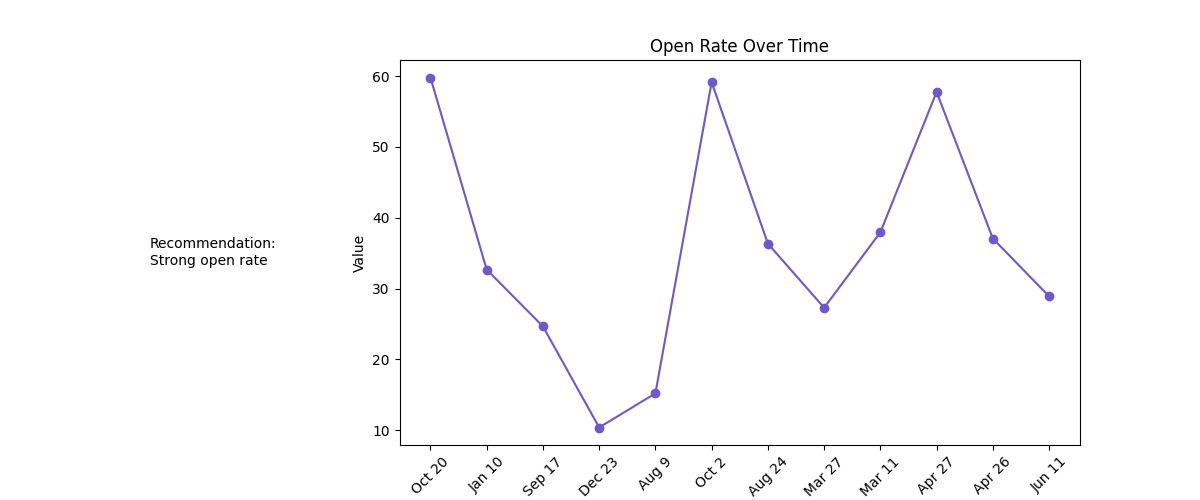 Open Rate Over Time
Recommendation:
Strong open rate
Value
60
50
40
30
20
10
Oct 20
Jan 10
Sep 17
Dec 23
Aug 9
Oct 2
Aug 24
Mar 27
Mar 11
Apr 27
Apr 26
Jun 11